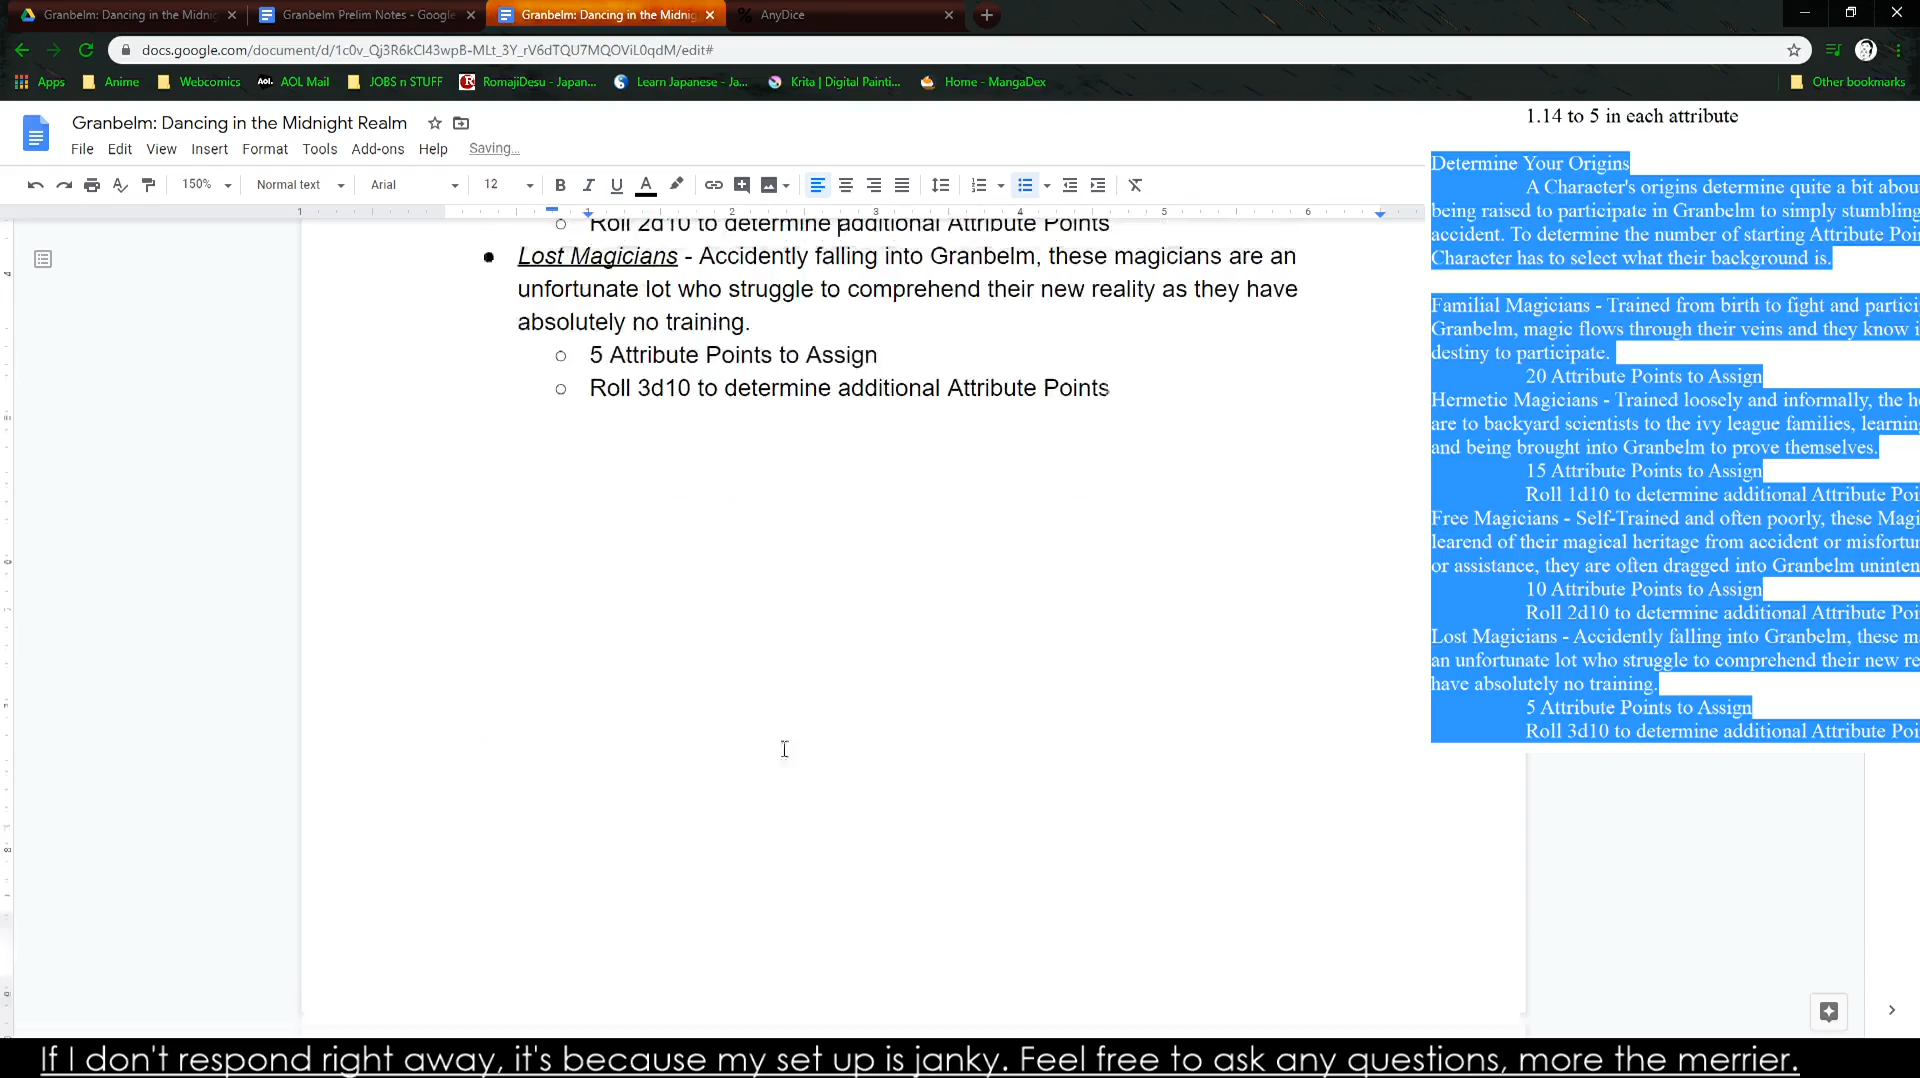 Granbelm: Dancing in the Midni
Granbelm Prelim Notes - Google
Granbelm: Dancing in the Midnig
AnyDice
docs.google.com/document/d/1c0v_Qj3R6kCl43wpB-MLt_3Y_rV6dTQU7MQOViL0qdM/edit#
Apps
Anime
Webcomics
Aol.
AOL Mail
JOBS n STUFF
RomajiDesu - Japan...
Learn Japanese - Ja...
Krita | Digital Painti...
Home - MangaDex
Other bookmarks
Granbelm: Dancing in the Midnight Realm
File Edit View Insert Format Tools Add-ons Help Saving...
150% Normal text Arial 12
1 1 2 3 4 5 6
Roll 2d10 to determine additional Attribute Points
Lost Magicians - Accidently falling into Granbelm, these magicians are an
unfortunate lot who struggle to comprehend their new reality as they have
absolutely no training.
5 Attribute Points to Assign
Roll 3d10 to determine additional Attribute Points
1.14 to 5 in each attribute
Determine Your Origins
A Character's origins determine quite a bit abou
being raised to participate in Granbelm to simply stumbling
accident. To determine the number of starting Attribute Poi
Character has to select what their background is.
Familial Magicians - Trained from birth to fight and partici
Granbelm, magic flows through their veins and they know i
destiny to participate.
20 Attribute Points to Assign
Hermetic Magicians - Trained loosely and informally, the he
are to backyard scientists to the ivy league families, learning
and being brought into Granbelm to prove themselves.
15 Attribute Points to Assign
Roll 1d10 to determine additional Attribute Poi
Free Magicians - Self-Trained and often poorly, these Magi
learend of their magical heritage from accident or misfortun
or assistance, they are often dragged into Granbelm uninten
10 Attribute Points to Assign
Roll 2d10 to determine additional Attribute Poi
Lost Magicians - Accidently falling into Granbelm, these m
an unfortunate lot who struggle to comprehend their new re
have absolutely no training.
5 Attribute Points to Assign
Roll 3d10 to determine additional Attribute Poi
If I don't respond right away, it's because my set up is janky. Feel free to ask any questions, more the merrier.